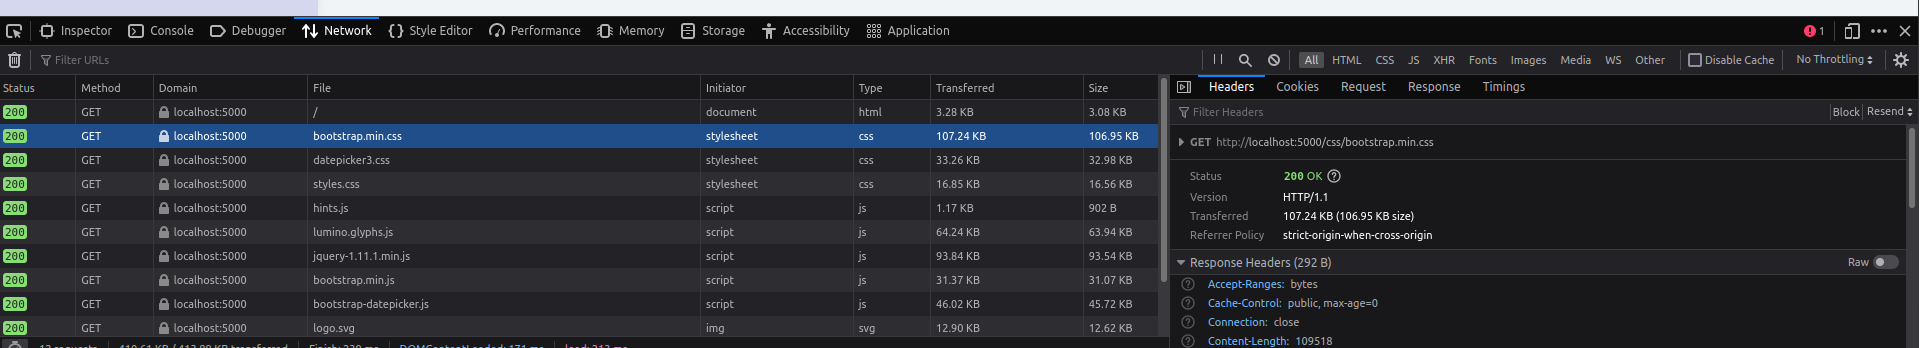 Inspector Console Debugger Network Style Editor Performance Memory Storage Accessibility Application 1
Filter URLs All HTML CSS JS XHR Fonts Images Media WS Other Disable Cache No Throttling
Status Method Domain File Initiator Type Transferred Size
200 GET localhost:5000 / document html 3.28 KB 3.08 KB
200 GET localhost:5000 bootstrap.min.css stylesheet css 107.24 KB 106.95 KB
200 GET localhost:5000 datepicker3.css stylesheet css 33.26 KB 32.98 KB
200 GET localhost:5000 styles.css stylesheet css 16.85 KB 16.56 KB
200 GET localhost:5000 hints.js script js 1.17 KB 902 B
200 GET localhost:5000 lumino.glyphs.js script js 64.24 KB 63.94 KB
200 GET localhost:5000 jquery-1.11.1.min.js script js 93.84 KB 93.54 KB
200 GET localhost:5000 bootstrap.min.js script js 31.37 KB 31.07 KB
200 GET localhost:5000 bootstrap-datepicker.js script js 46.02 KB 45.72 KB
200 GET localhost:5000 logo.svg img svg 12.90 KB 12.62 KB
Headers Cookies Request Response Timings
Filter Headers Block Resend
GET http://localhost:5000/css/bootstrap.min.css
Status 200 OK
Version HTTP/1.1
Transferred 107.24 KB (106.95 KB size)
Referrer Policy strict-origin-when-cross-origin
Response Headers (292 B) Raw
Accept-Ranges: bytes
Cache-Control: public, max-age=0
Connection: close
Content-Length: 109518